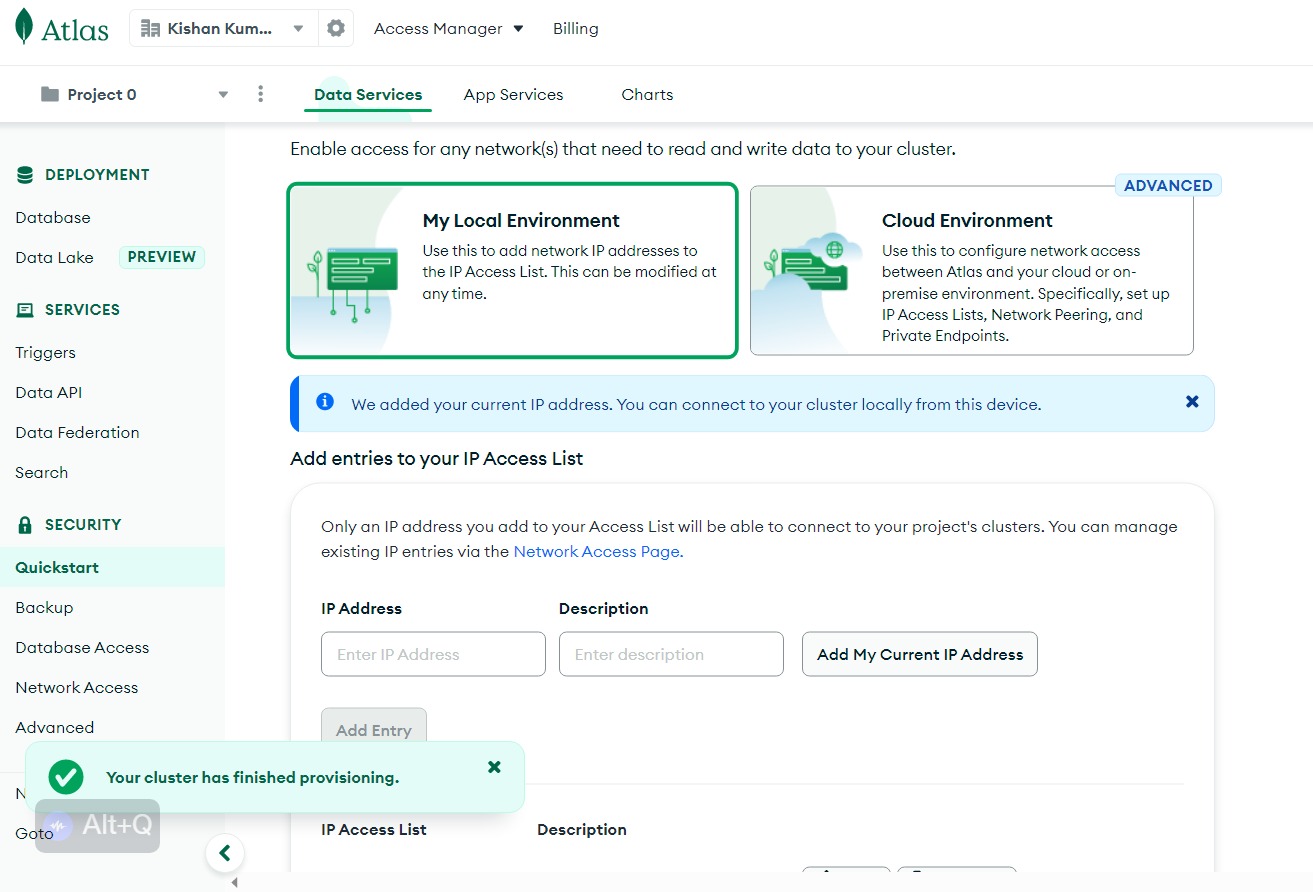 Atlas
Kishan Kum...
Access Manager
Billing
Project 0
Data Services
App Services
Charts
DEPLOYMENT
Database
Data Lake
PREVIEW
SERVICES
Triggers
Data API
Data Federation
Search
SECURITY
Quickstart
Backup
Database Access
Network Access
Advanced
Goto
Enable access for any network(s) that need to read and write data to your cluster.
My Local Environment
Use this to add network IP addresses to
the IP Access List. This can be modified at
any time.
ADVANCED
Cloud Environment
Use this to configure network access
between Atlas and your cloud or on-
premise environment. Specifically, set up
IP Access Lists, Network Peering, and
Private Endpoints.
We added your current IP address. You can connect to your cluster locally from this device.
Add entries to your IP Access List
Only an IP address you add to your Access List will be able to connect to your project's clusters. You can manage
existing IP entries via the Network Access Page.
IP Address
Description
Enter IP Address
Enter description
Add My Current IP Address
Add Entry
Your cluster has finished provisioning.
Alt+Q
IP Access List
Description